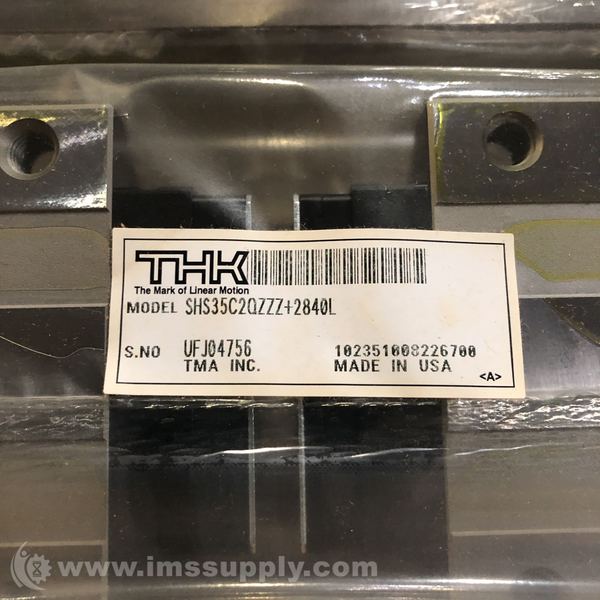 THK
The Mark of Linear Motion
MODEL SHS35C2QZZZ+2840L
S.NO UFJ04756 102351008226700
TMA INC. MADE IN USA
<A>
www.imssupply.com